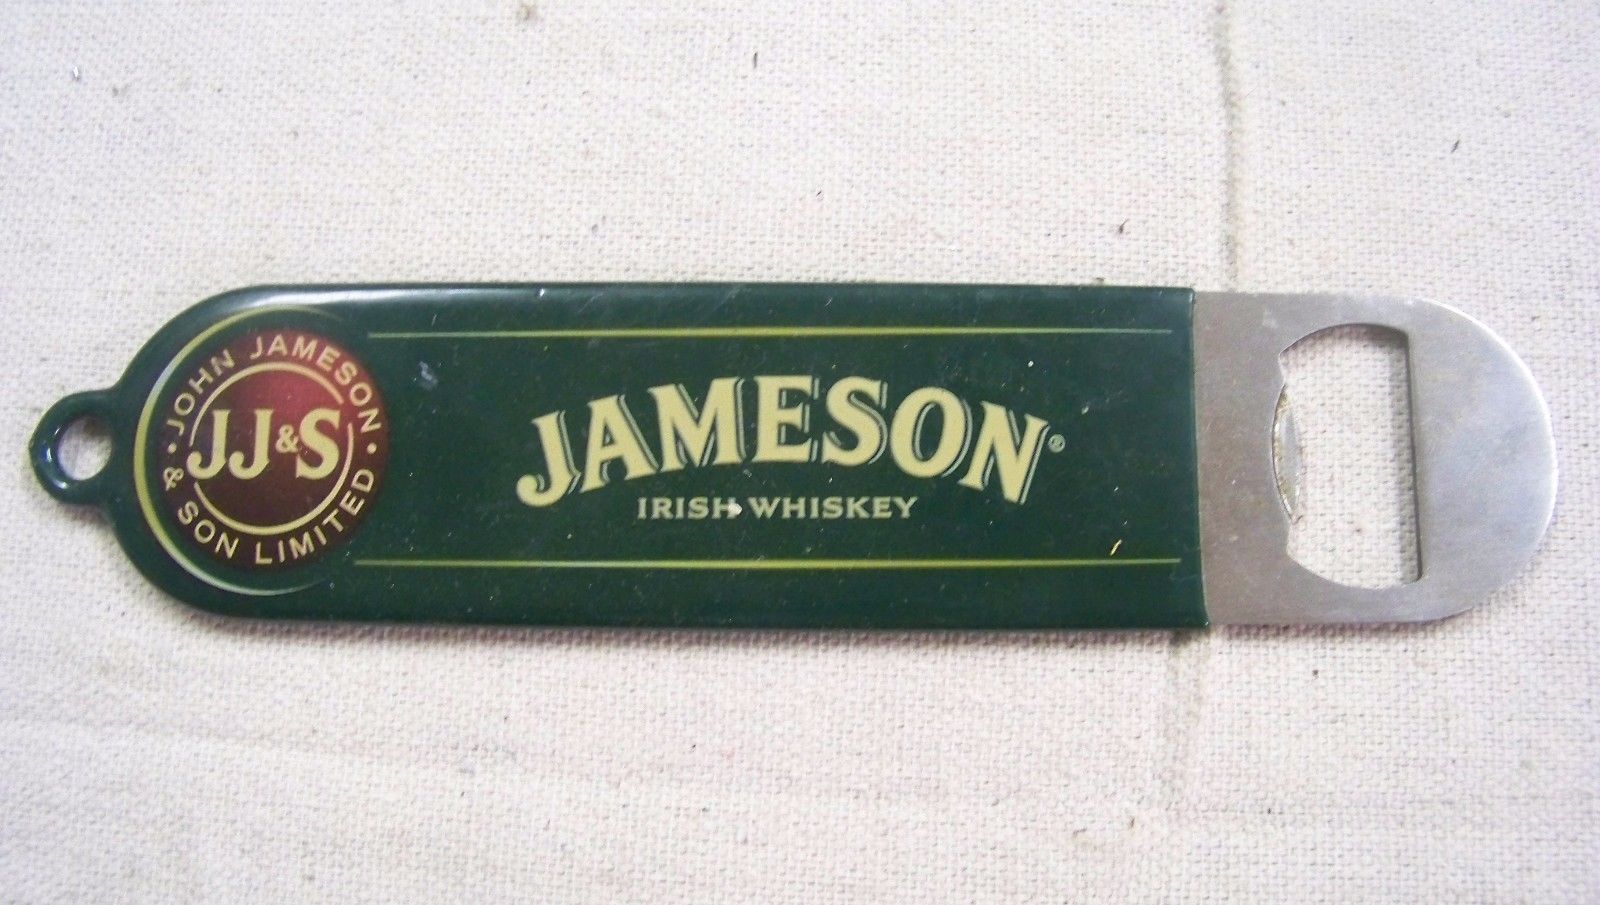 JOHN JAMESON
JJ&S
& SON LIMITED
JAMESON®
IRISH WHISKEY